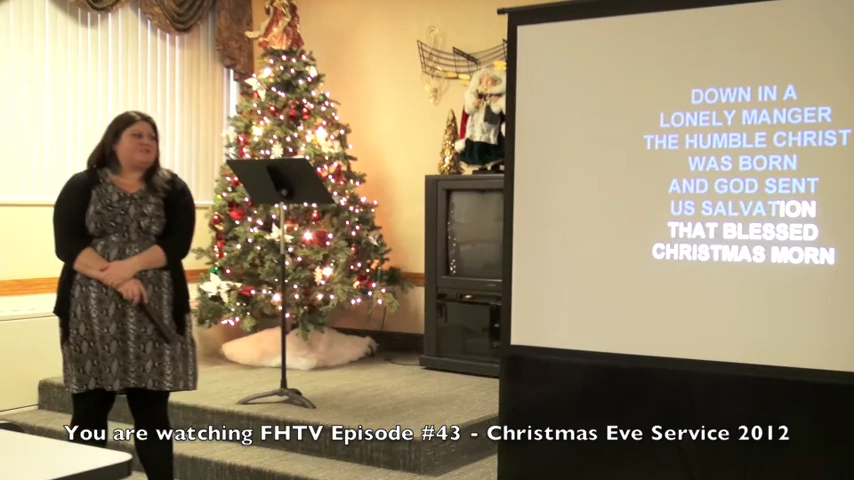 DOWN IN A
LONELY MANGER
THE HUMBLE CHRIST
WAS BORN
AND GOD SENT
US SALVATION
THAT BLESSED
CHRISTMAS MORN
You are watching FHTV Episode #43 - Christmas Eve Service 2012